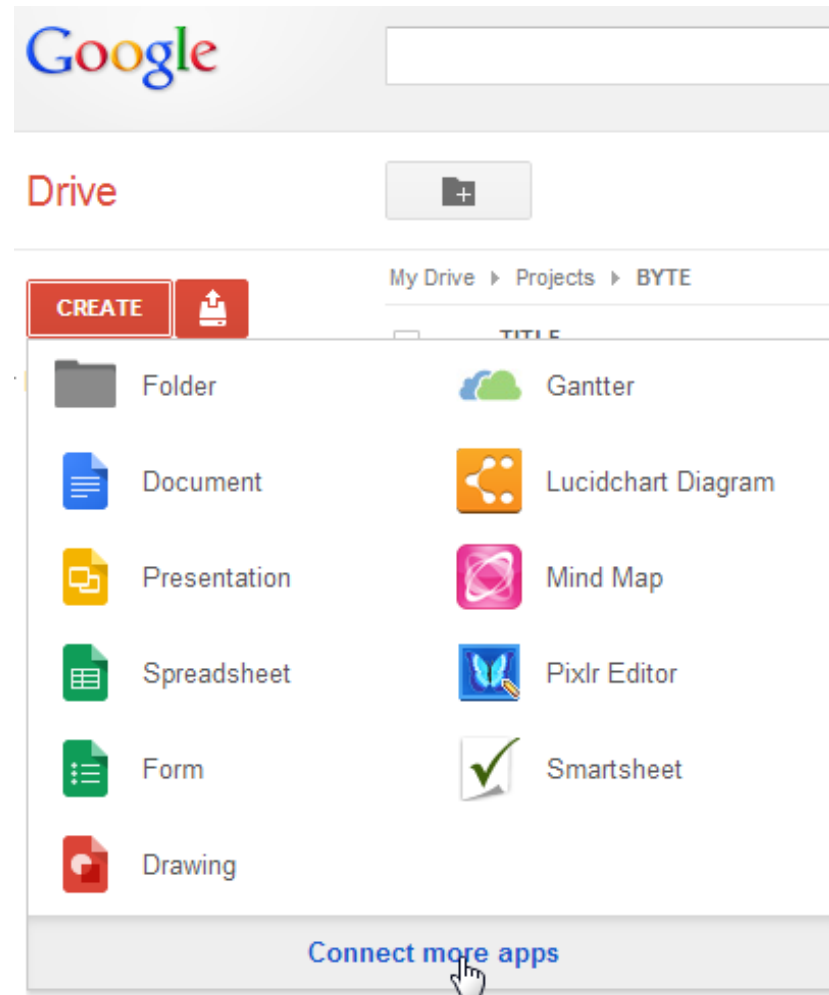 Google
Drive
My Drive Projects BYTE
CREATE
TITLE
Folder
Gantter
Document
Lucidchart Diagram
Presentation
Mind Map
Spreadsheet
Pixlr Editor
Form
Smartsheet
Drawing
Connect more apps